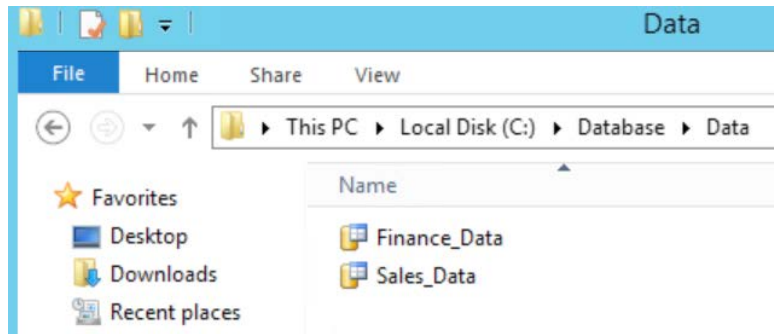 Data
File Home Share View
This PC Local Disk (C:) Database Data
Name
Favorites
Desktop
Downloads
Recent places
Finance_Data
Sales_Data